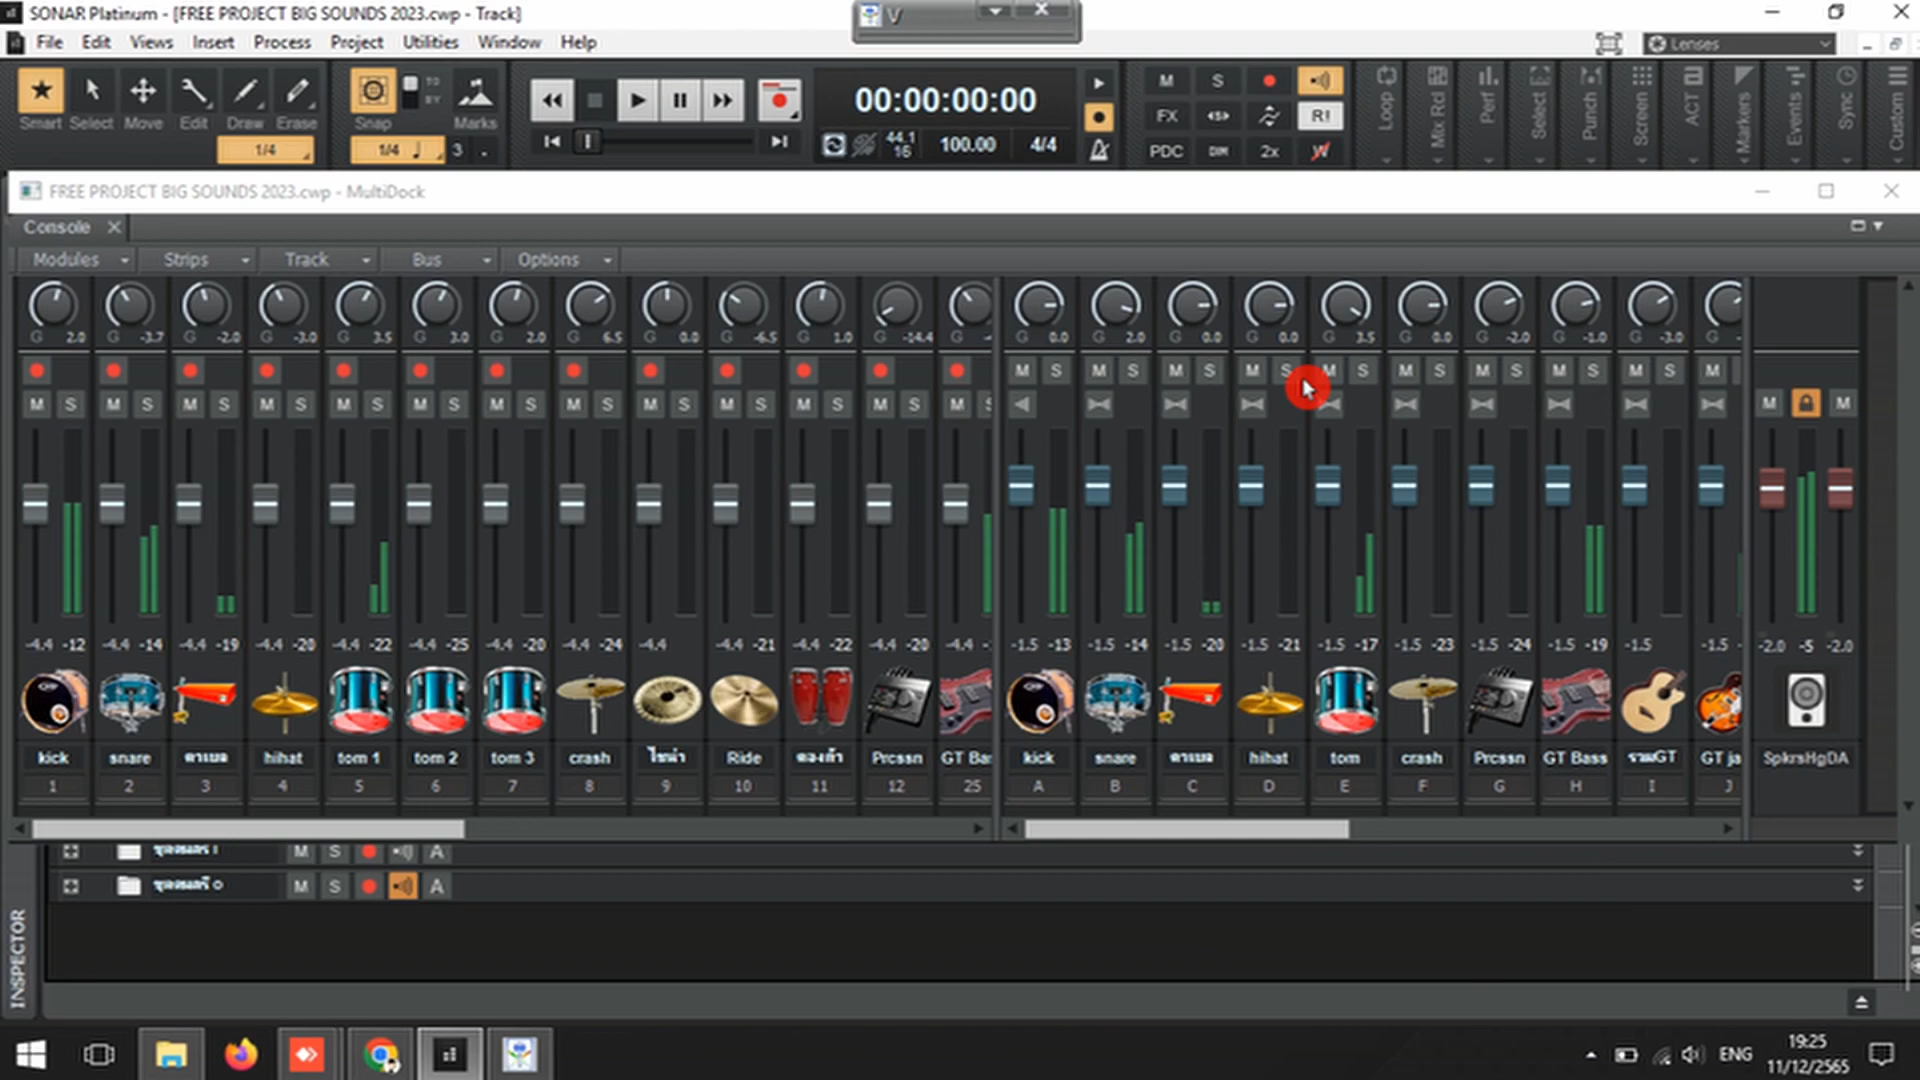 SONAR Platinum - [FREE PROJECT BIG SOUNDS 2023.cwp - Track]
V
File Edit Views Insert Process Project Utilities Window Help
Lenses
Smart Select Move Edit Draw Erase
1/4
Snap
TO
BY
Marks
1/4 3 .
00:00:00:00
44.1
16
100.00 4/4
M S
FX R!
PDC DIM 2x W
Loop
Mix Rcl
Perf
Select
Punch
Screen
ACT
Markers
Events
Sync
Custom
FREE PROJECT BIG SOUNDS 2023.cwp - MultiDock
Console
Modules Strips Track Bus Options
G 2.0 G -3.7 G -2.0 G -3.0 G 3.5 G 3.0 G 2.0 G 6.5 G 0.0 G -6.5 G 1.0 G -14.4 G G 0.0 G 2.0 G 0.0 G 0.0 G 3.5 G 0.0 G -2.0 G -1.0 G -3.0 G
M S M S M S M S M S M S M S M S M S M
M S M S M S M S M S M S M S M S M S M S M S M S M S M M
-4.4 -12 -4.4 -14 -4.4 -19 -4.4 -20 -4.4 -22 -4.4 -25 -4.4 -20 -4.4 -24 -4.4 -4.4 -21 -4.4 -22 -4.4 -20 -4.4 -1.5 -13 -1.5 -14 -1.5 -20 -1.5 -21 -1.5 -17 -1.5 -23 -1.5 -24 -1.5 -19 -1.5 -1.5 -2.0 -5 -2.0
kick snare คาเบล hihat tom 1 tom 2 tom 3 crash ไชน่า Ride คองก้า Prcssn GT Bas kick snare คาเบล hihat tom crash Prcssn GT Bass รวมGT GT ja SpkrsHgDA
1 2 3 4 5 6 7 8 9 10 11 12 25 A B C D E F G H I J
M S A
M S A
INSPECTOR
ENG
19:25
11/12/2565